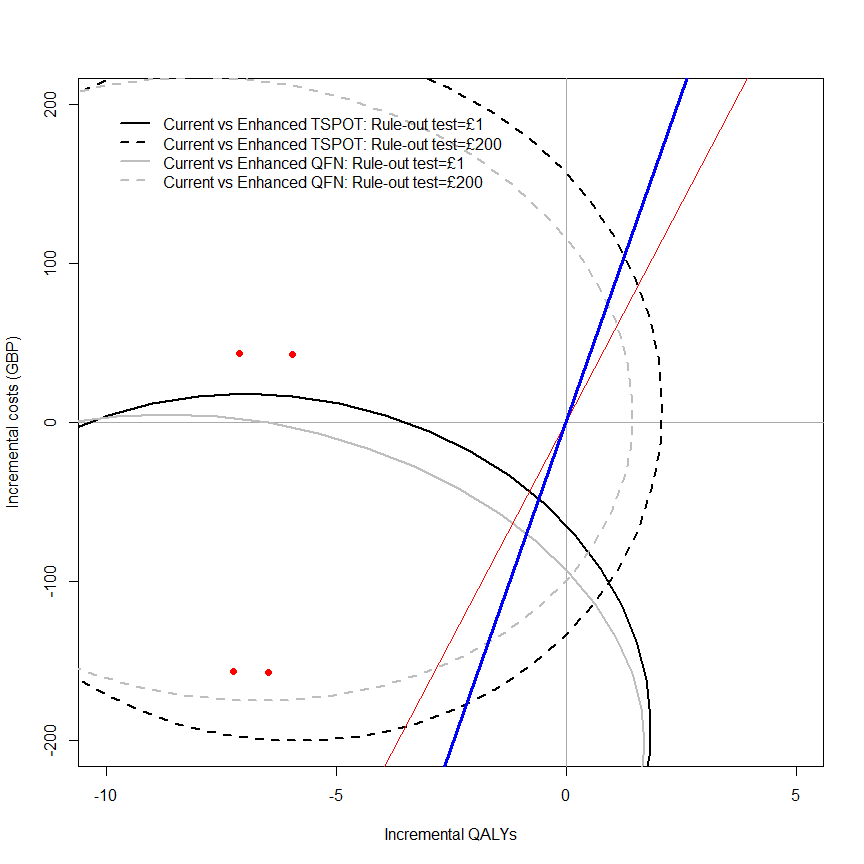 200
100
0
-100
-200
Incremental costs (GBP)
Current vs Enhanced TSPOT: Rule-out test=£1
Current vs Enhanced TSPOT: Rule-out test=£200
Current vs Enhanced QFN: Rule-out test=£1
Current vs Enhanced QFN: Rule-out test=£200
-10 -5 0 5
Incremental QALYs